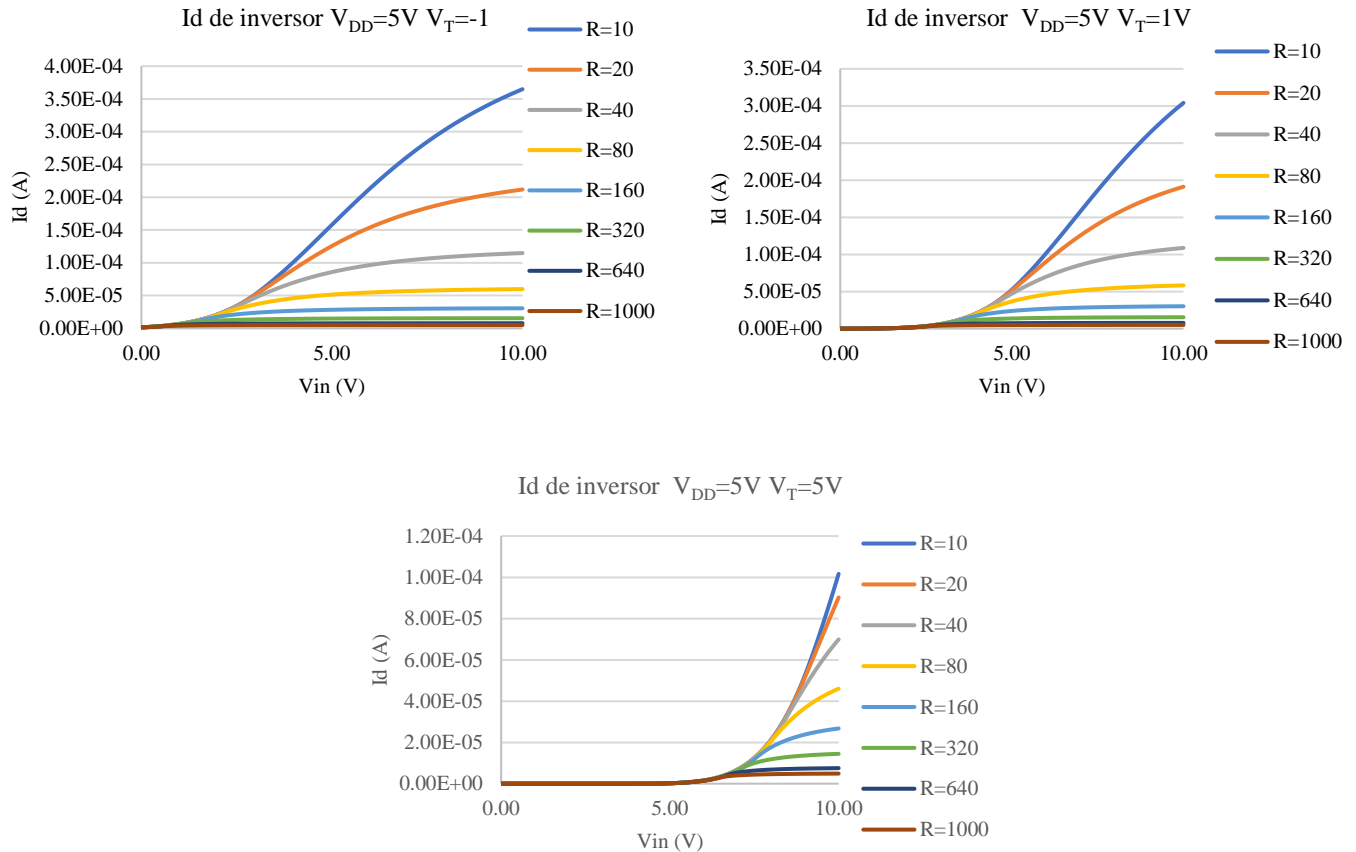 Id de inversor V_DD=5V V_T=-1
4.00E-04
3.50E-04
3.00E-04
2.50E-04
2.00E-04
1.50E-04
1.00E-04
5.00E-05
0.00E+00
Id (A)
0.00
5.00
10.00
Vin (V)
R=10
R=20
R=40
R=80
R=160
R=320
R=640
R=1000
Id de inversor V_DD=5V V_T=1V
3.50E-04
3.00E-04
2.50E-04
2.00E-04
1.50E-04
1.00E-04
5.00E-05
0.00E+00
Id (A)
0.00
5.00
10.00
Vin (V)
R=10
R=20
R=40
R=80
R=160
R=320
R=640
R=1000
Id de inversor V_DD=5V V_T=5V
1.20E-04
1.00E-04
8.00E-05
6.00E-05
4.00E-05
2.00E-05
0.00E+00
Id (A)
0.00
5.00
10.00
Vin (V)
R=10
R=20
R=40
R=80
R=160
R=320
R=640
R=1000